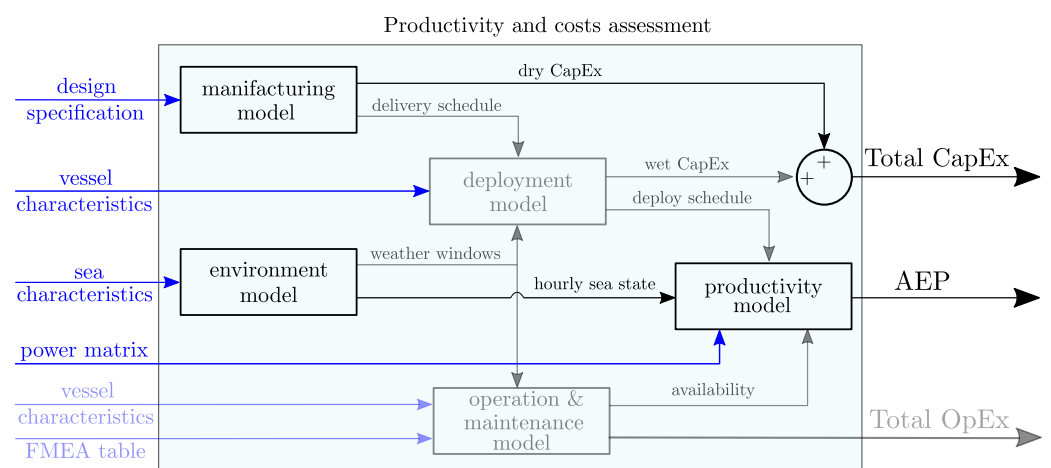 Productivity and costs assessment
design
specification
manifacturing
model
dry CapEx
delivery schedule
+
+
Total CapEx
vessel
characteristics
deployment
model
wet CapEx
deploy schedule
sea
characteristics
environment
model
weather windows
hourly sea state
productivity
model
AEP
power matrix
vessel
characteristics
FMEA table
operation &
maintenance
model
availability
Total OpEx